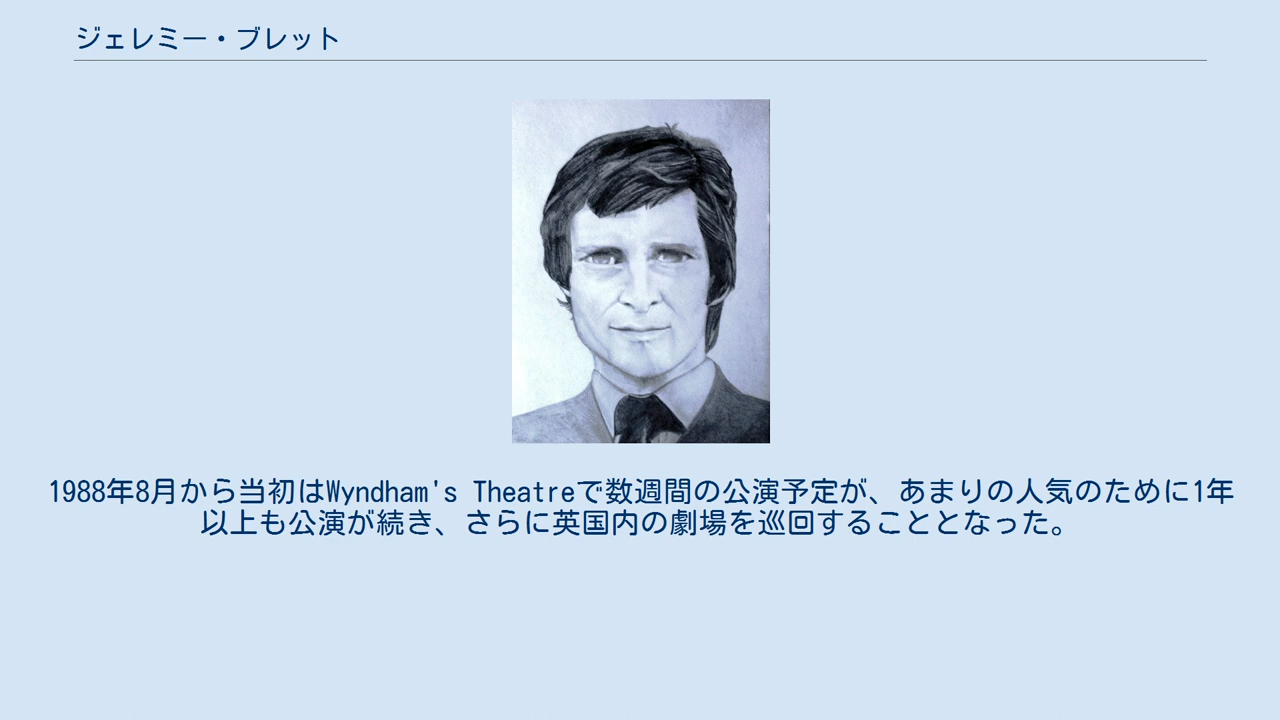 ジェレミー・ブレット
1988年8月から当初はWyndham's Theatreで数週間の公演予定が、あまりの人気のために1年
以上も公演が続き、さらに英国内の劇場を巡回することとなった。